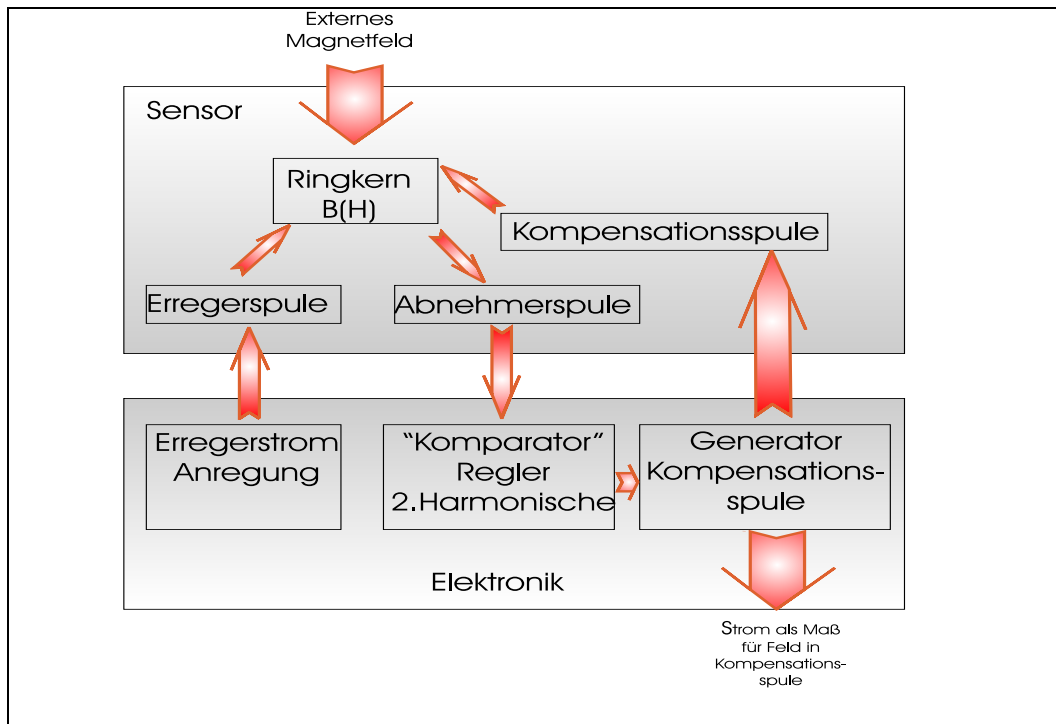 Externes
Magnetfeld
Sensor
Ringkern
B(H)
Kompensationsspule
Erregerspule
Abnehmerspule
Erregerstrom
Anregung
"Komparator"
Regler
2.Harmonische
Generator
Kompensations-
spule
Elektronik
Strom als Maß
für Feld in
Kompensations-
spule